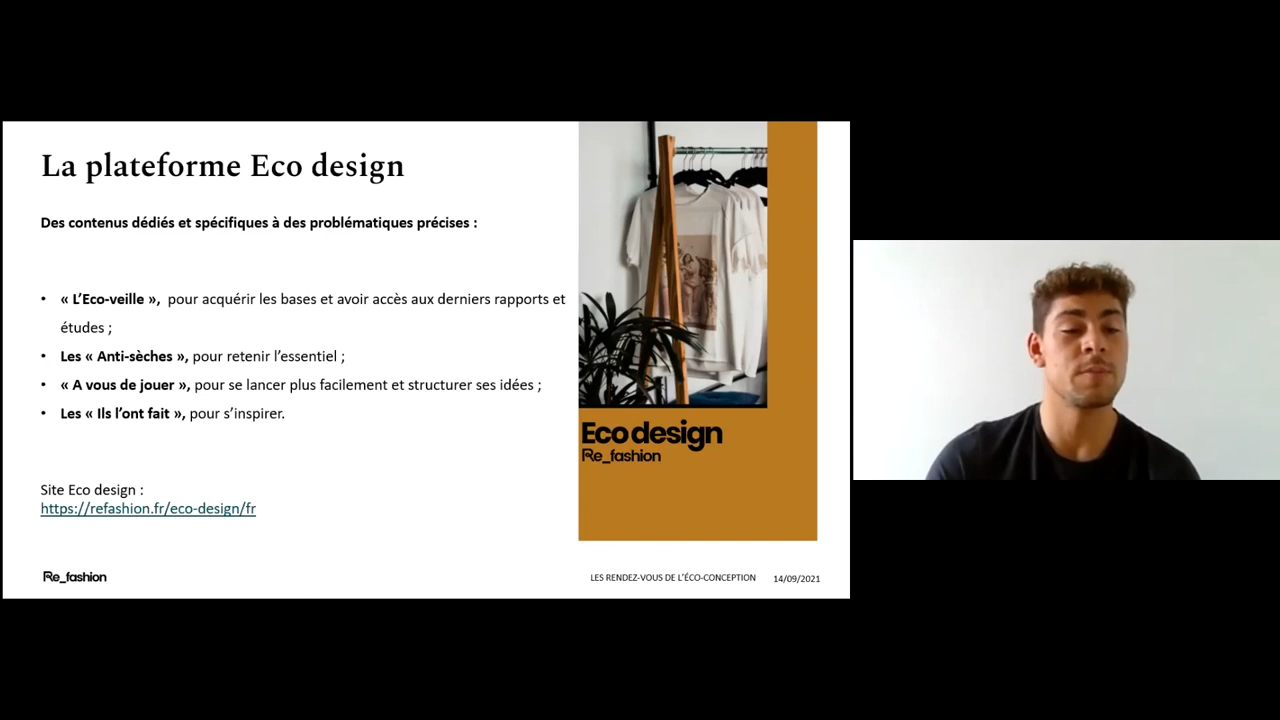 La plateforme Eco design
Des contenus dédiés et spécifiques à des problématiques précises :
• « L’Eco-veille », pour acquérir les bases et avoir accès aux derniers rapports et
études ;
• Les « Anti-sèches », pour retenir l’essentiel ;
• « A vous de jouer », pour se lancer plus facilement et structurer ses idées ;
• Les « Ils l’ont fait », pour s’inspirer.
Site Eco design :
https://refashion.fr/eco-design/fr
Eco design
Re_fashion
Re_fashion
LES RENDEZ-VOUS DE L’ÉCO-CONCEPTION 14/09/2021